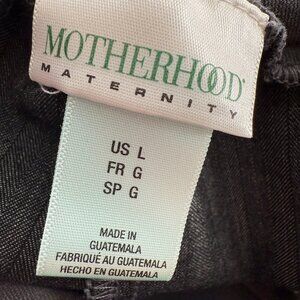 MOTHERHOOD
MATERNITY
US L
FR G
SP G
MADE IN
GUATEMALA
FABRIQUÉ AU GUATEMALA
HECHO EN GUATEMALA